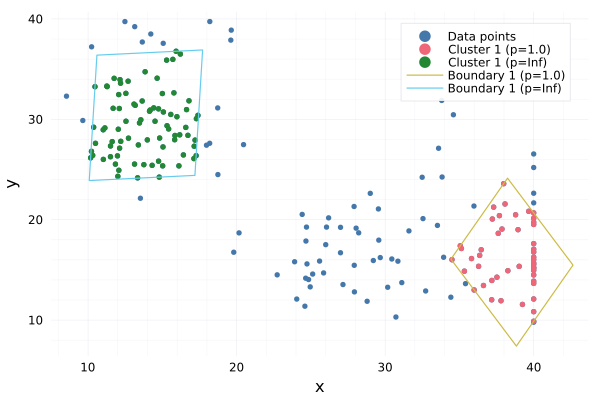 40
30
20
10
y
10
20
30
40
x
Data points
Cluster 1 (p=1.0)
Cluster 1 (p=Inf)
Boundary 1 (p=1.0)
Boundary 1 (p=Inf)